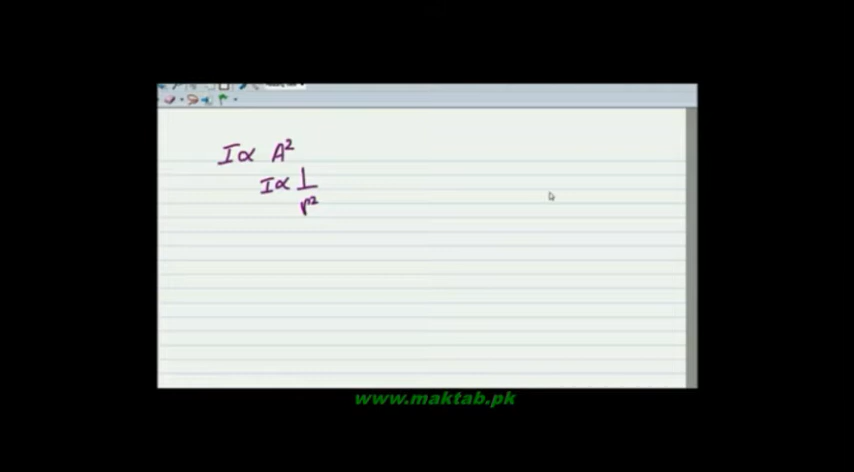 I ∝ A²
I ∝ 1/r²
www.maktab.pk